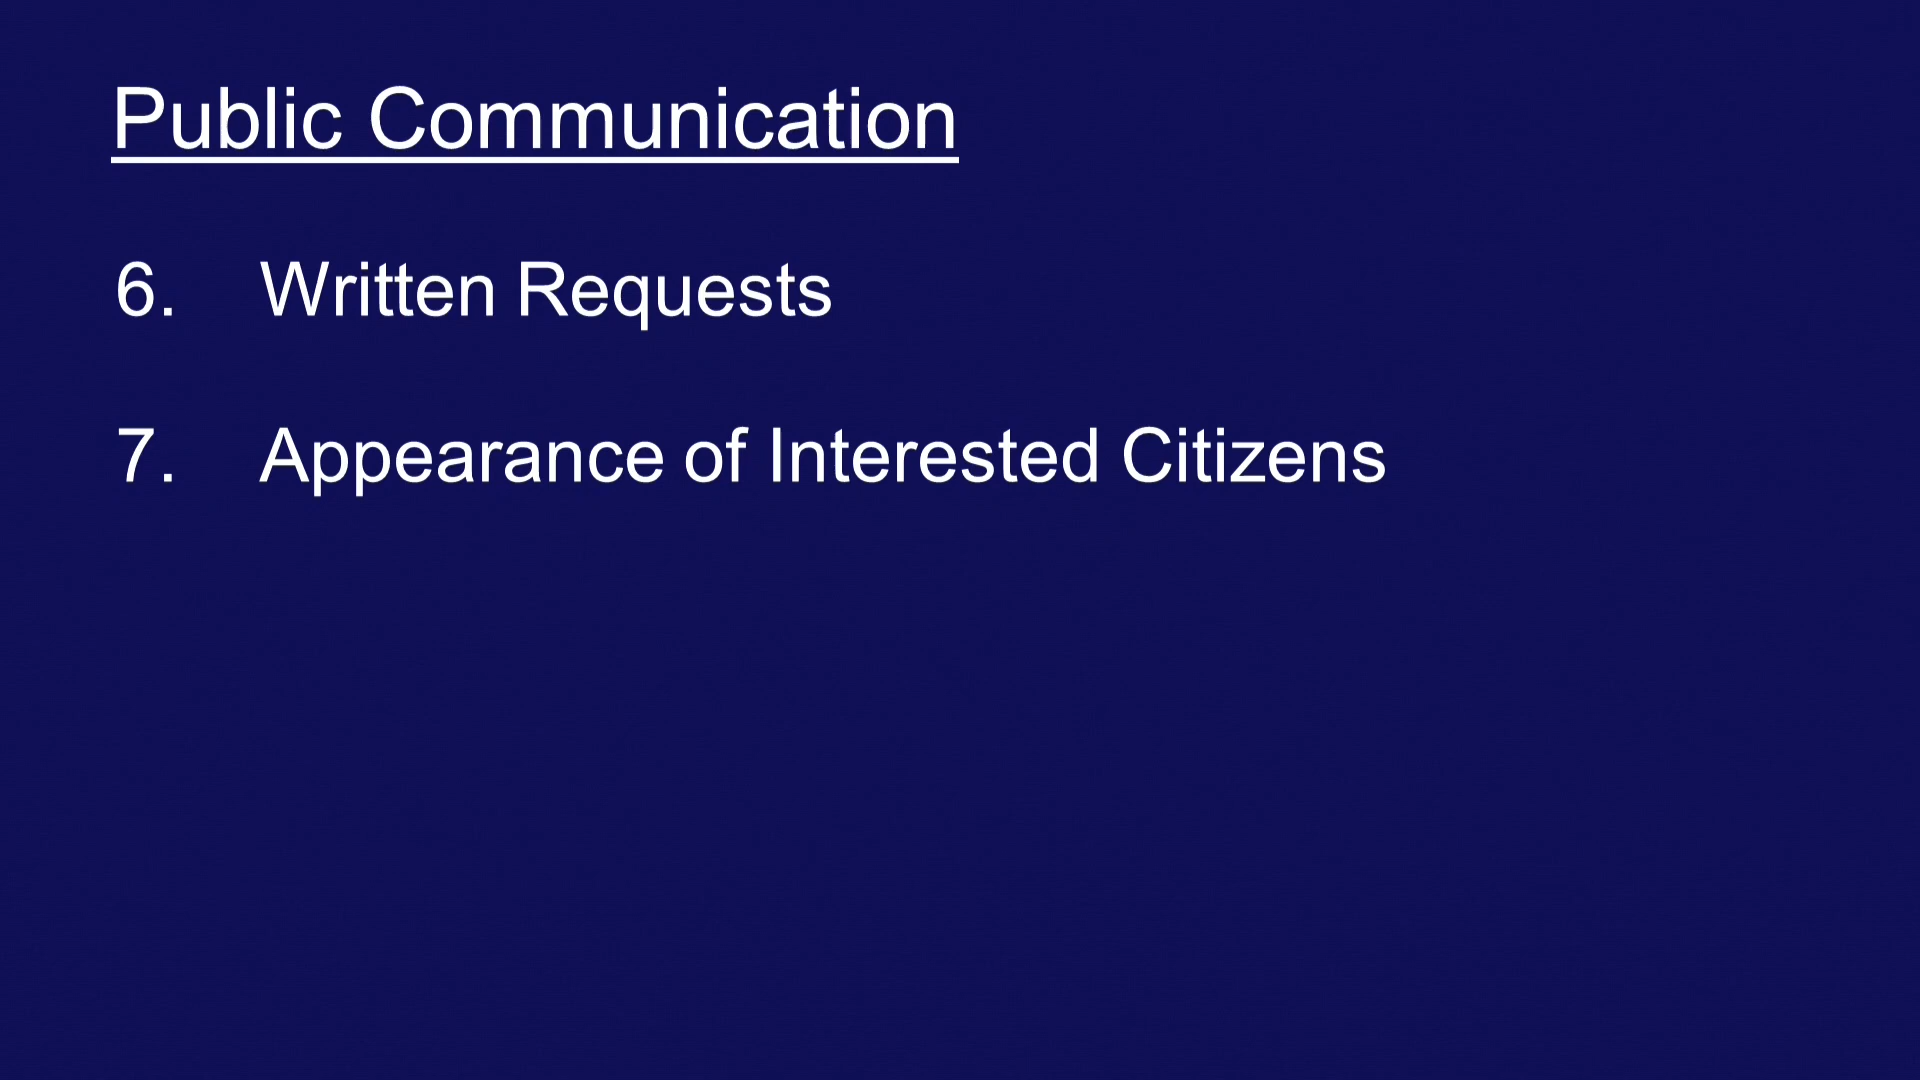 Public Communication
6. Written Requests
7. Appearance of Interested Citizens